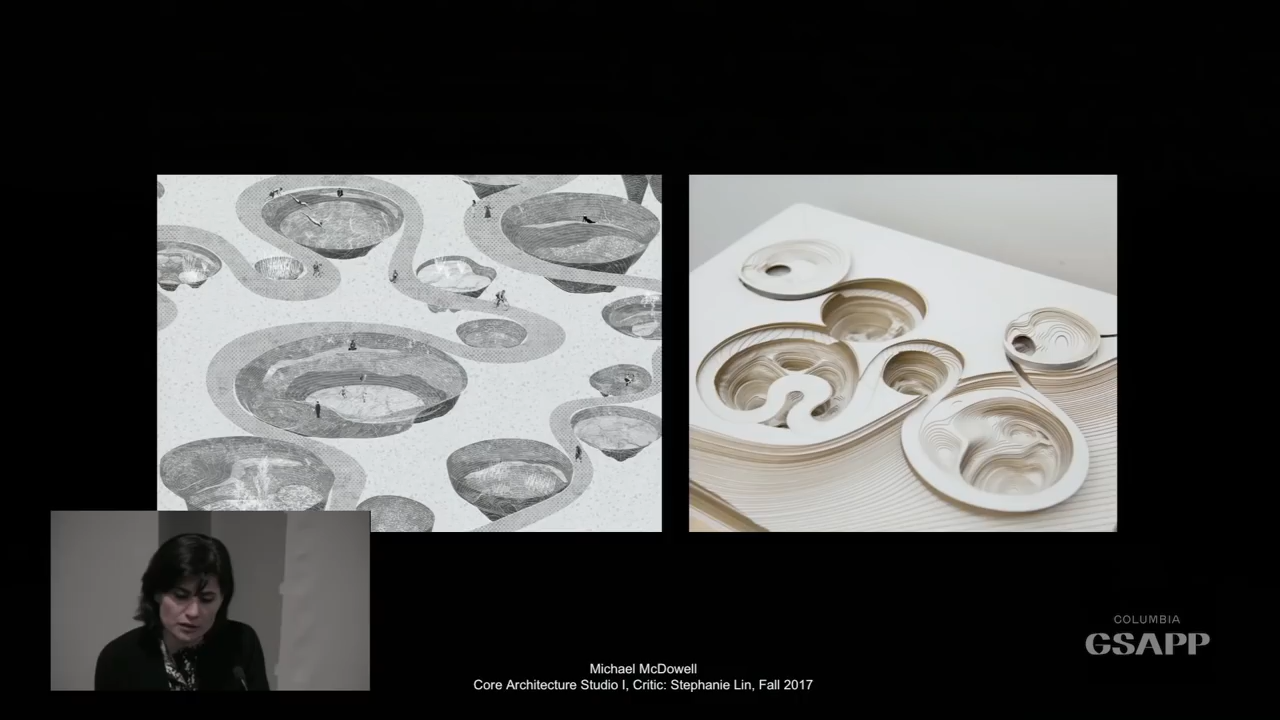 COLUMBIA
GSAPP
Michael McDowell
Core Architecture Studio I, Critic: Stephanie Lin, Fall 2017